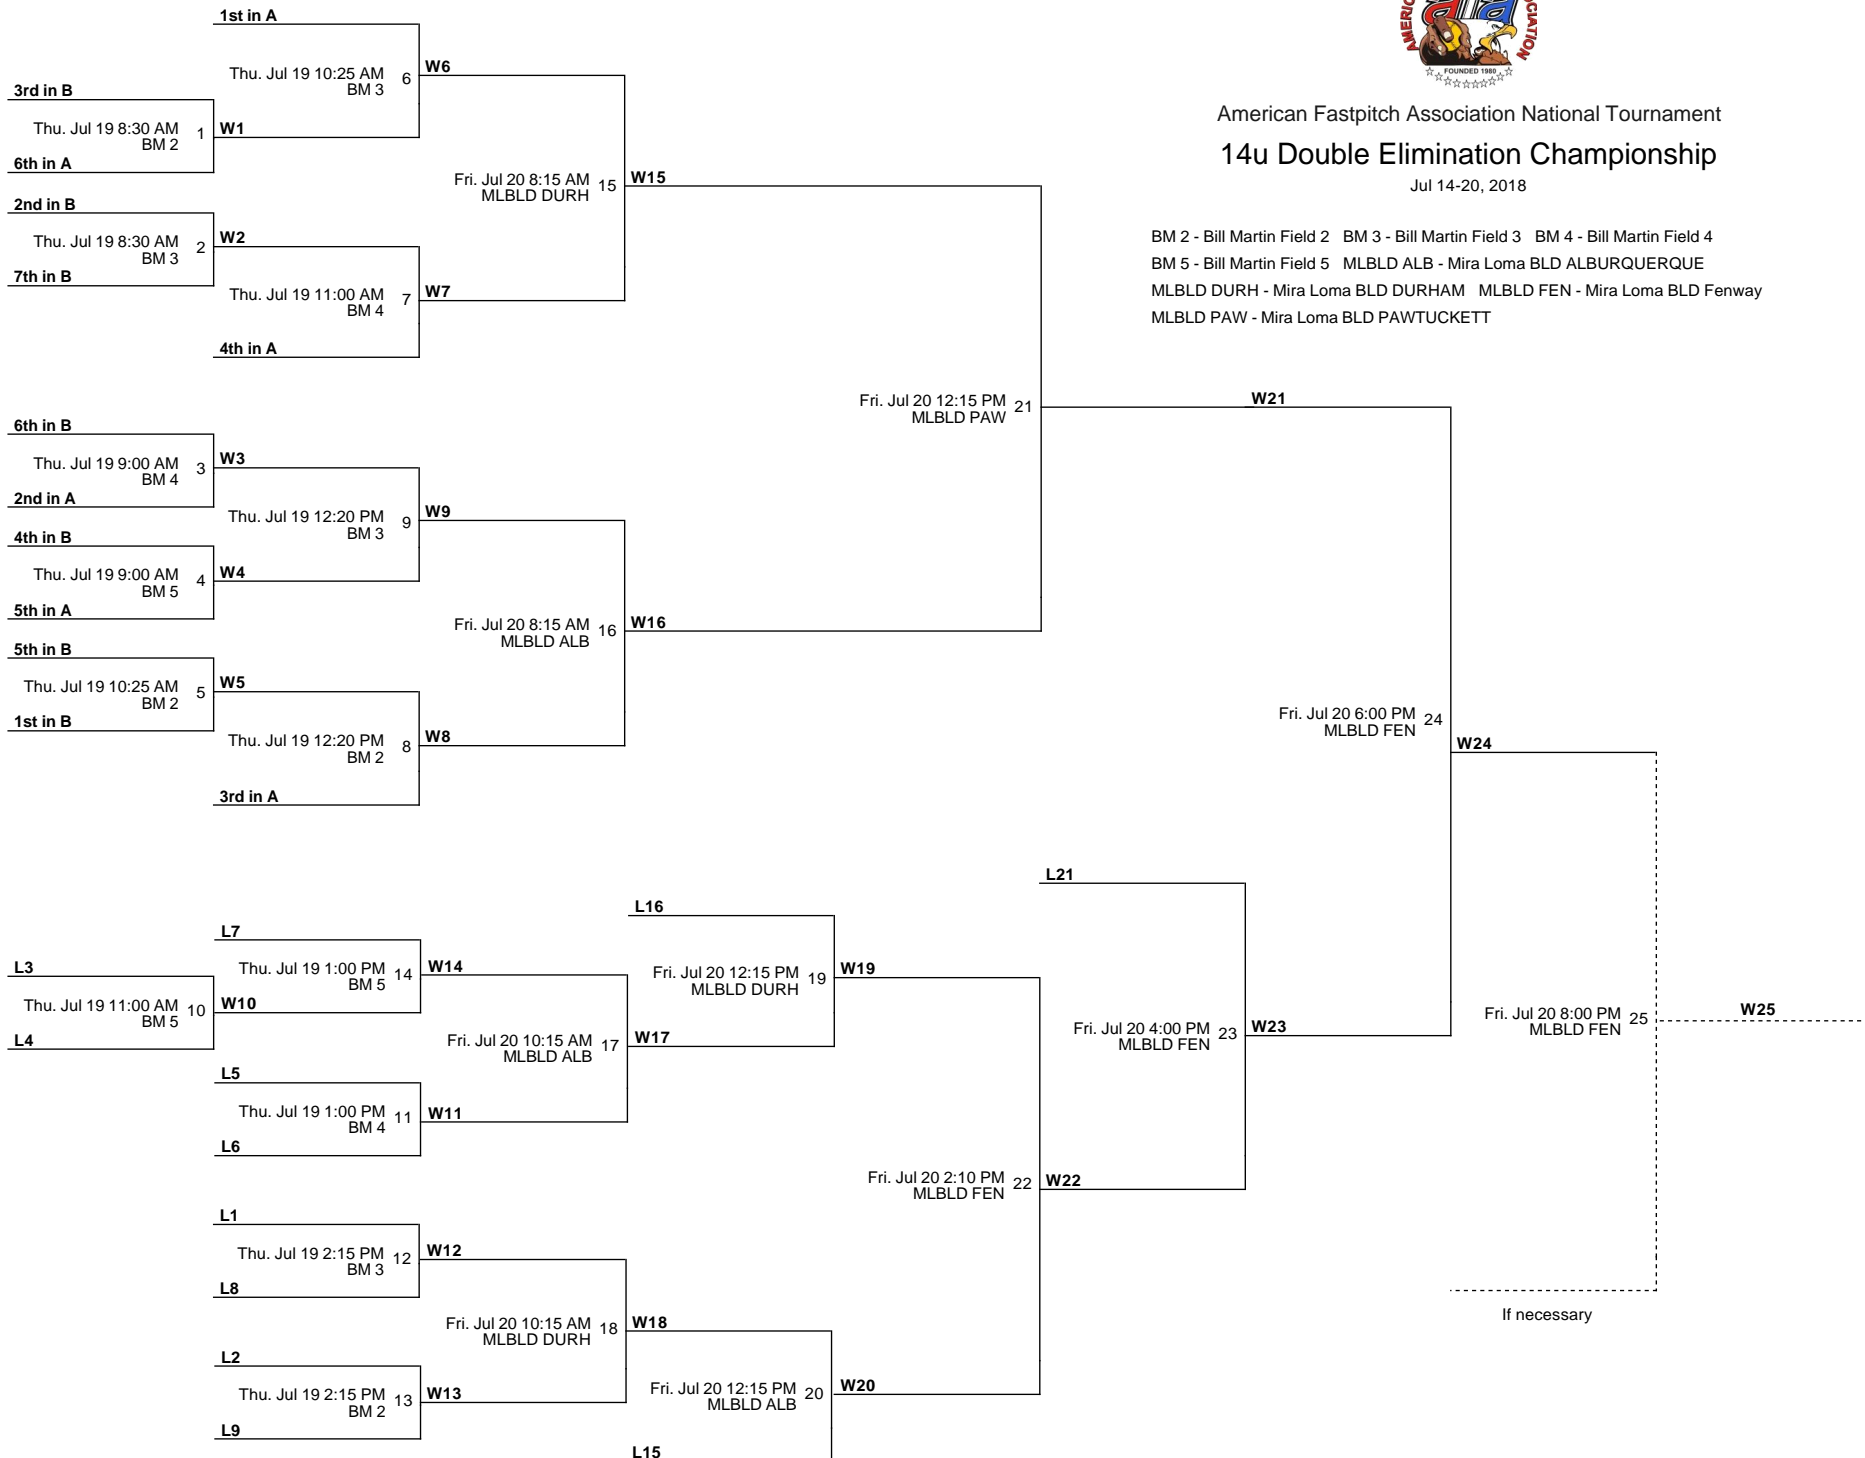 AMERIC
CIATION
afa
FOUNDED 1980
American Fastpitch Association National Tournament
14u Double Elimination Championship
Jul 14-20, 2018
BM 2 - Bill Martin Field 2 BM 3 - Bill Martin Field 3 BM 4 - Bill Martin Field 4
BM 5 - Bill Martin Field 5 MLBLD ALB - Mira Loma BLD ALBURQUERQUE
MLBLD DURH - Mira Loma BLD DURHAM MLBLD FEN - Mira Loma BLD Fenway
MLBLD PAW - Mira Loma BLD PAWTUCKETT
1st in A
Thu. Jul 19 10:25 AM 6 W6
BM 3
3rd in B
Thu. Jul 19 8:30 AM 1 W1
BM 2
6th in A
Fri. Jul 20 8:15 AM 15 W15
MLBLD DURH
2nd in B
Thu. Jul 19 8:30 AM 2 W2
BM 3
7th in B
Thu. Jul 19 11:00 AM 7 W7
BM 4
4th in A
Fri. Jul 20 12:15 PM 21 W21
MLBLD PAW
6th in B
Thu. Jul 19 9:00 AM 3 W3
BM 4
2nd in A
Thu. Jul 19 12:20 PM 9 W9
BM 3
4th in B
Thu. Jul 19 9:00 AM 4 W4
BM 5
5th in A
Fri. Jul 20 8:15 AM 16 W16
MLBLD ALB
5th in B
Thu. Jul 19 10:25 AM 5 W5
BM 2
1st in B
Thu. Jul 19 12:20 PM 8 W8
BM 2
3rd in A
Fri. Jul 20 6:00 PM 24 W24
MLBLD FEN
L21
L16
L7
Thu. Jul 19 1:00 PM 14 W14
BM 5
L3
Thu. Jul 19 11:00 AM 10 W10
BM 5
L4
Fri. Jul 20 12:15 PM 19 W19
MLBLD DURH
Fri. Jul 20 10:15 AM 17 W17
MLBLD ALB
L5
Thu. Jul 19 1:00 PM 11 W11
BM 4
L6
Fri. Jul 20 4:00 PM 23 W23
MLBLD FEN
Fri. Jul 20 8:00 PM 25 W25
MLBLD FEN
Fri. Jul 20 2:10 PM 22 W22
MLBLD FEN
L1
Thu. Jul 19 2:15 PM 12 W12
BM 3
L8
Fri. Jul 20 10:15 AM 18 W18
MLBLD DURH
If necessary
L2
Thu. Jul 19 2:15 PM 13 W13
BM 2
L9
Fri. Jul 20 12:15 PM 20 W20
MLBLD ALB
L15